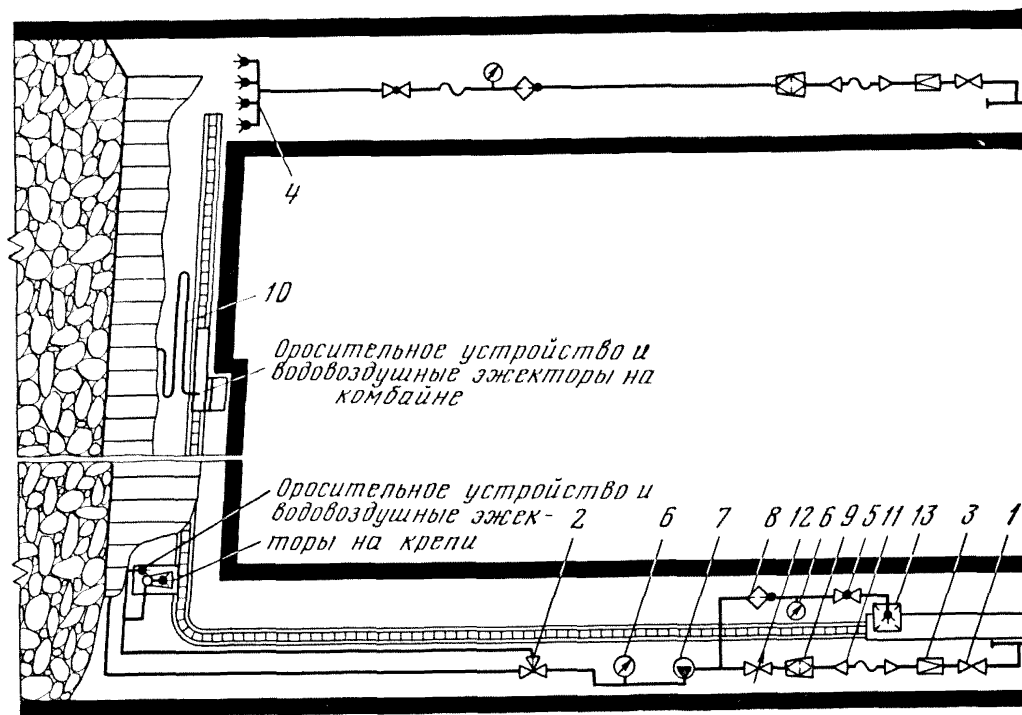 4
10
Оросительное устройство и
водовоздушные эжекторы на
комбайне
Оросительное устройство и
водовоздушные эжек-
торы на крепи
2 6 7 8 12 6 9 5 11 13 3 1